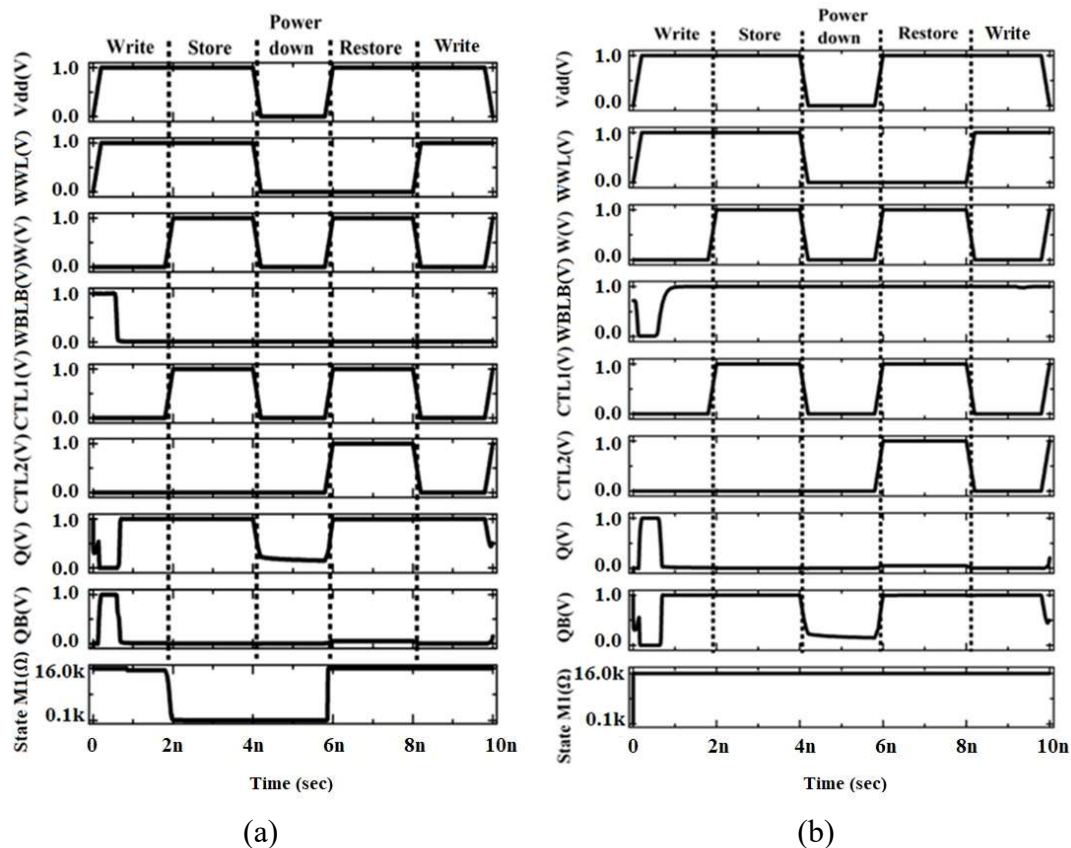 Power
Write Store down Restore Write
Vdd(V) 1.0 0.0
WWL(V) 1.0 0.0
W(V) 1.0 0.0
WBLB(V) 1.0 0.0
CTL1(V) 1.0 0.0
CTL2(V) 1.0 0.0
Q(V) 1.0 0.0
QB(V) 1.0 0.0
State M1(Ω) 16.0k 0.1k
0 2n 4n 6n 8n 10n
Time (sec)
(a)
Power
Write Store down Restore Write
Vdd(V) 1.0 0.0
WWL(V) 1.0 0.0
W(V) 1.0 0.0
WBLB(V) 1.0 0.0
CTL1(V) 1.0 0.0
CTL2(V) 1.0 0.0
Q(V) 1.0 0.0
QB(V) 1.0 0.0
State M1(Ω) 16.0k 0.1k
0 2n 4n 6n 8n 10n
Time (sec)
(b)